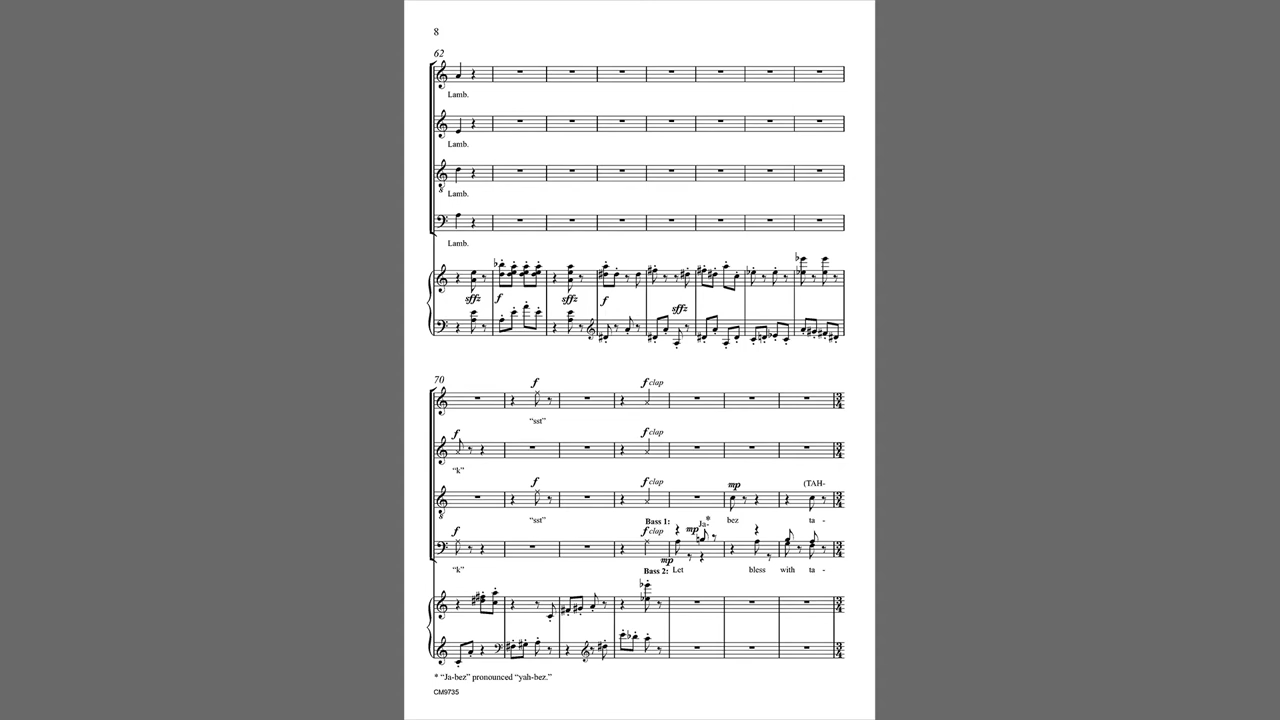 8
62
Lamb.
Lamb.
Lamb.
Lamb.
sffz f sffz f sffz
70
f f clap
“sst”
f f clap
“k”
f f clap mp (TAH-
“sst” Bass 1: Ja-* bez ta -
f f clap mp
mp
“k” Bass 2: Let bless with ta -
* “Ja-bez” pronounced “yah-bez.”
CM9735